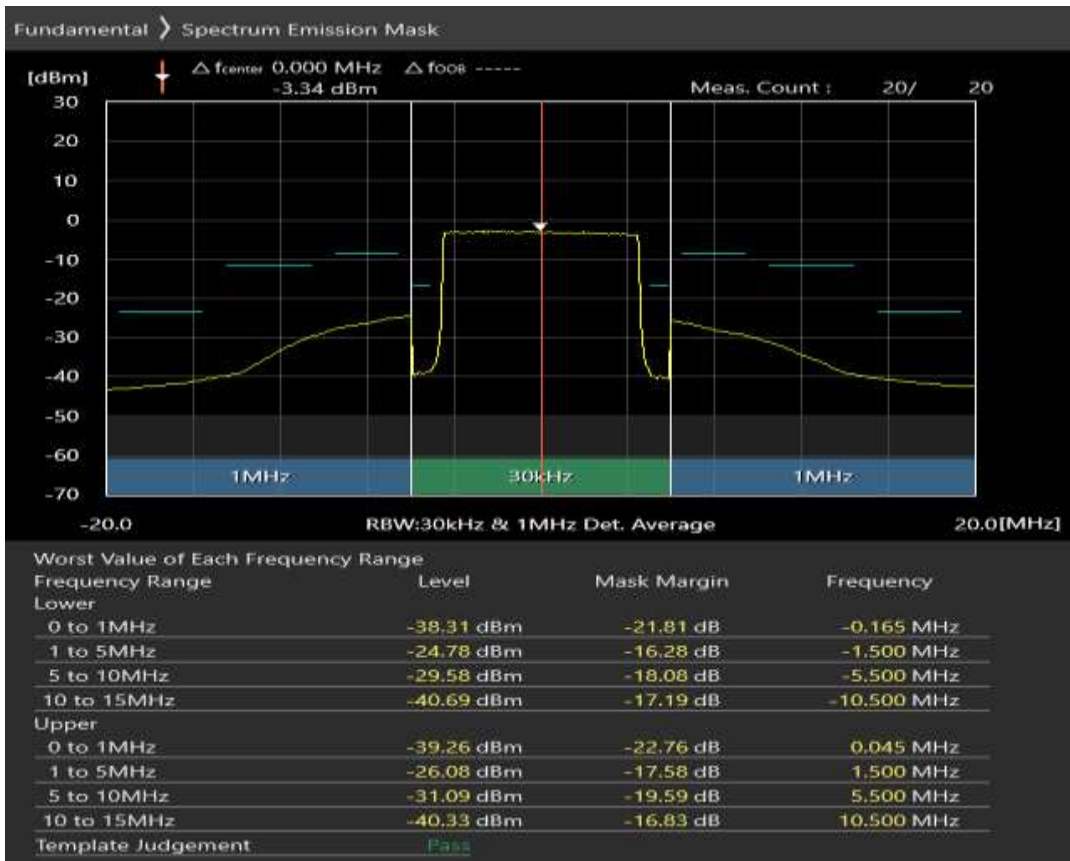 Fundamental 〉 Spectrum Emission Mask
[dBm] △ fcenter 0.000 MHz △ fOOB -----
-3.34 dBm Meas. Count : 20/ 20
30
20
10
0
-10
-20
-30
-40
-50
-60
-70
1MHz 30kHz 1MHz
-20.0 RBW:30kHz & 1MHz Det. Average 20.0[MHz]
Worst Value of Each Frequency Range
Frequency Range Level Mask Margin Frequency
Lower
0 to 1MHz -38.31 dBm -21.81 dB -0.165 MHz
1 to 5MHz -24.78 dBm -16.28 dB -1.500 MHz
5 to 10MHz -29.58 dBm -18.08 dB -5.500 MHz
10 to 15MHz -40.69 dBm -17.19 dB -10.500 MHz
Upper
0 to 1MHz -39.26 dBm -22.76 dB 0.045 MHz
1 to 5MHz -26.08 dBm -17.58 dB 1.500 MHz
5 to 10MHz -31.09 dBm -19.59 dB 5.500 MHz
10 to 15MHz -40.33 dBm -16.83 dB 10.500 MHz
Template Judgement Pass